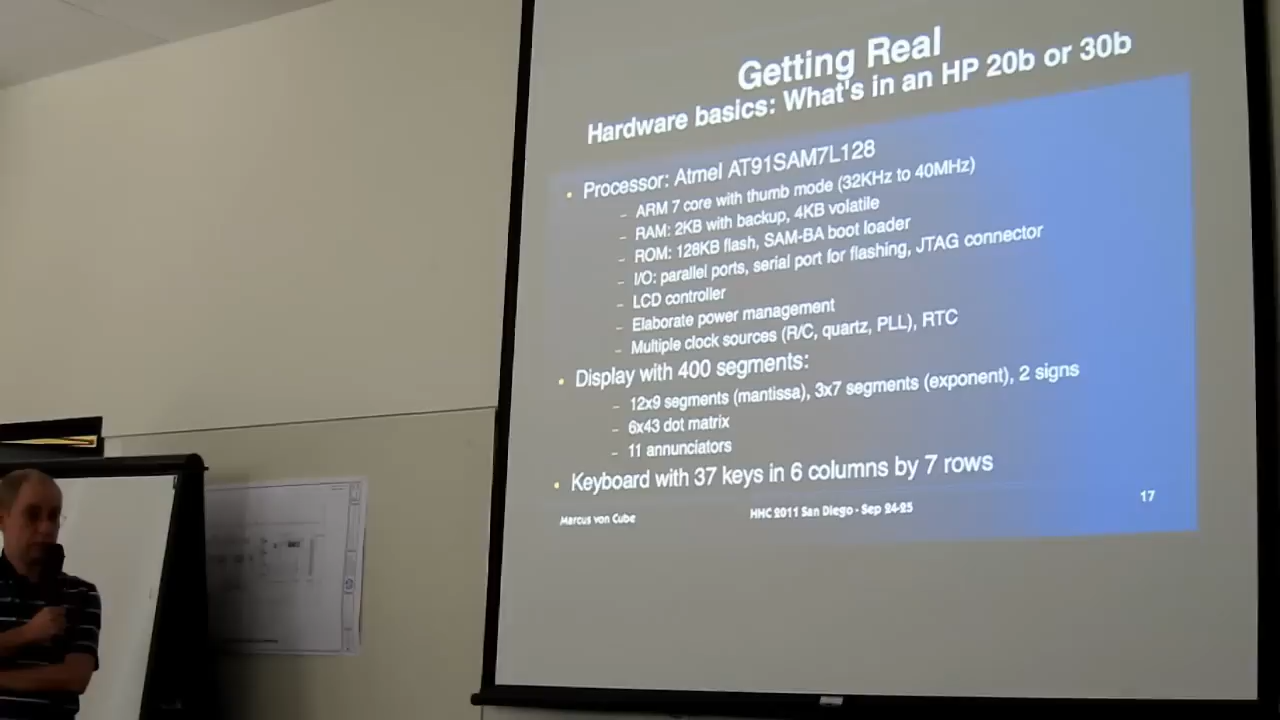 Getting Real
Hardware basics: What's in an HP 20b or 30b
• Processor: Atmel AT91SAM7L128
– ARM 7 core with thumb mode (32KHz to 40MHz)
– RAM: 2KB with backup, 4KB volatile
– ROM: 128KB flash, SAM-BA boot loader
– I/O: parallel ports, serial port for flashing, JTAG connector
– LCD controller
– Elaborate power management
– Multiple clock sources (R/C, quartz, PLL), RTC
• Display with 400 segments:
– 12x9 segments (mantissa), 3x7 segments (exponent), 2 signs
– 6x43 dot matrix
– 11 annunciators
• Keyboard with 37 keys in 6 columns by 7 rows
Marcus von Cube HHC 2011 San Diego - Sep 24-25 17